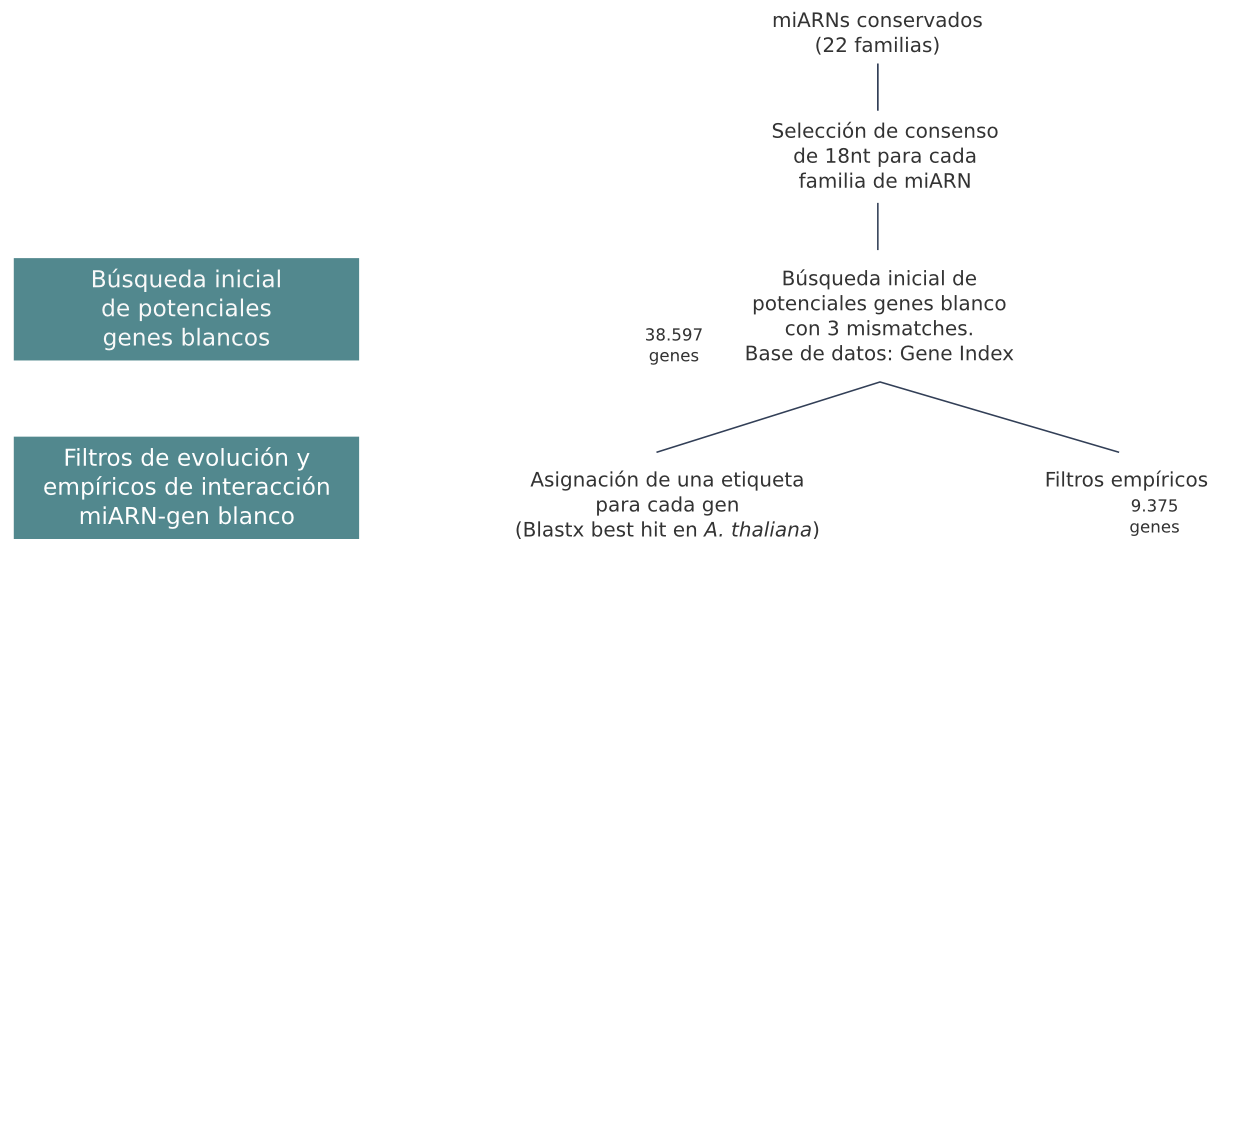 miARNs conservados
(22 familias)
Selección de consenso
de 18nt para cada
familia de miARN
Búsqueda inicial
de potenciales
genes blancos
38.597
genes
Búsqueda inicial de
potenciales genes blanco
con 3 mismatches.
Base de datos: Gene Index
Filtros de evolución y
empíricos de interacción
miARN-gen blanco
Asignación de una etiqueta
para cada gen
(Blastx best hit en A. thaliana)
Filtros empíricos
9.375
genes